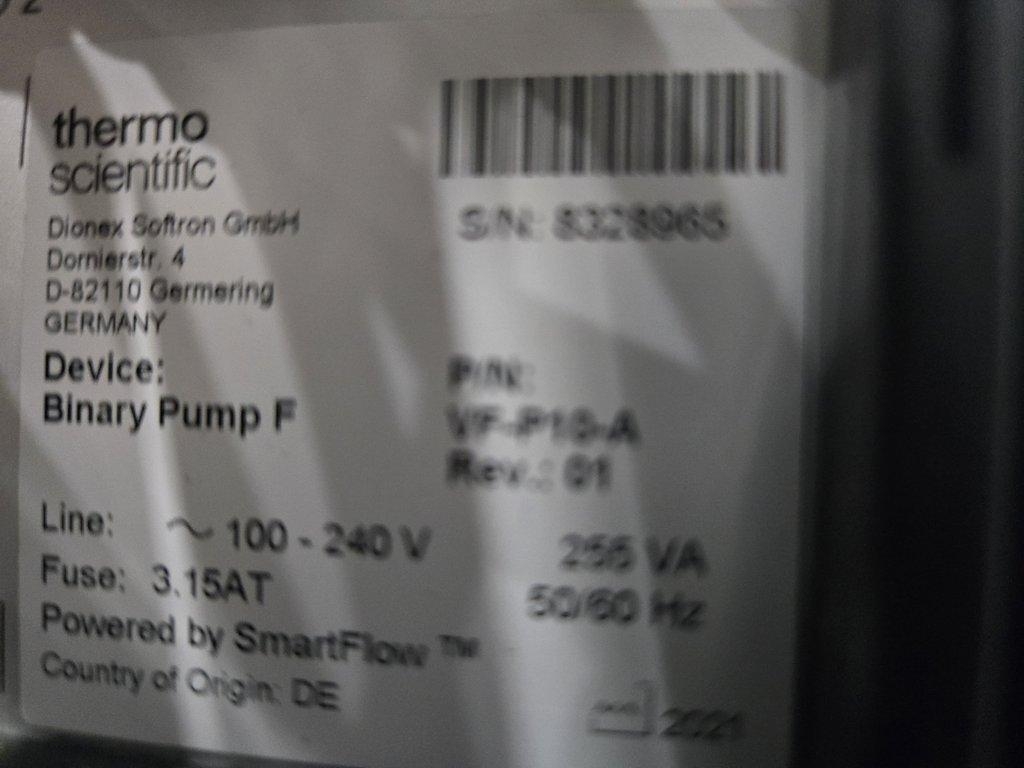 thermo
scientific
Dionex Softron GmbH
Dornierstr. 4
D-82110 Germering
GERMANY
Device:
Binary Pump F
S/N: 8328965
P/N:
VF-P10-A
Rev.: 01
Line: ~ 100 - 240 V
255 VA
Fuse: 3.15AT
50/60 Hz
Powered by SmartFlow™
Country of Origin: DE
2021